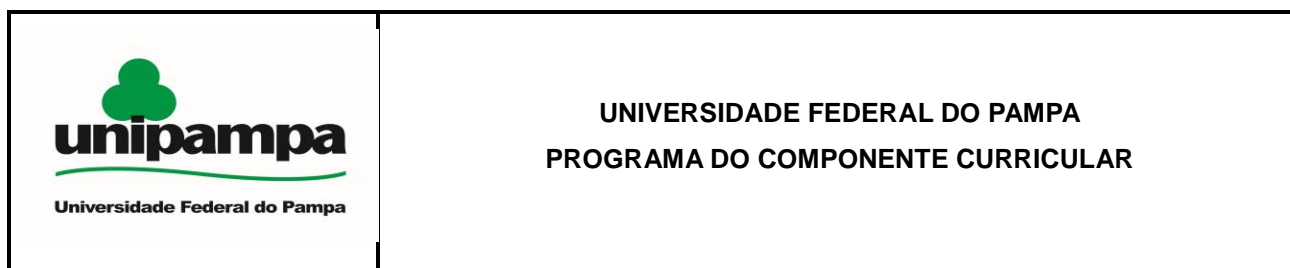 unipampa
Universidade Federal do Pampa
UNIVERSIDADE FEDERAL DO PAMPA
PROGRAMA DO COMPONENTE CURRICULAR